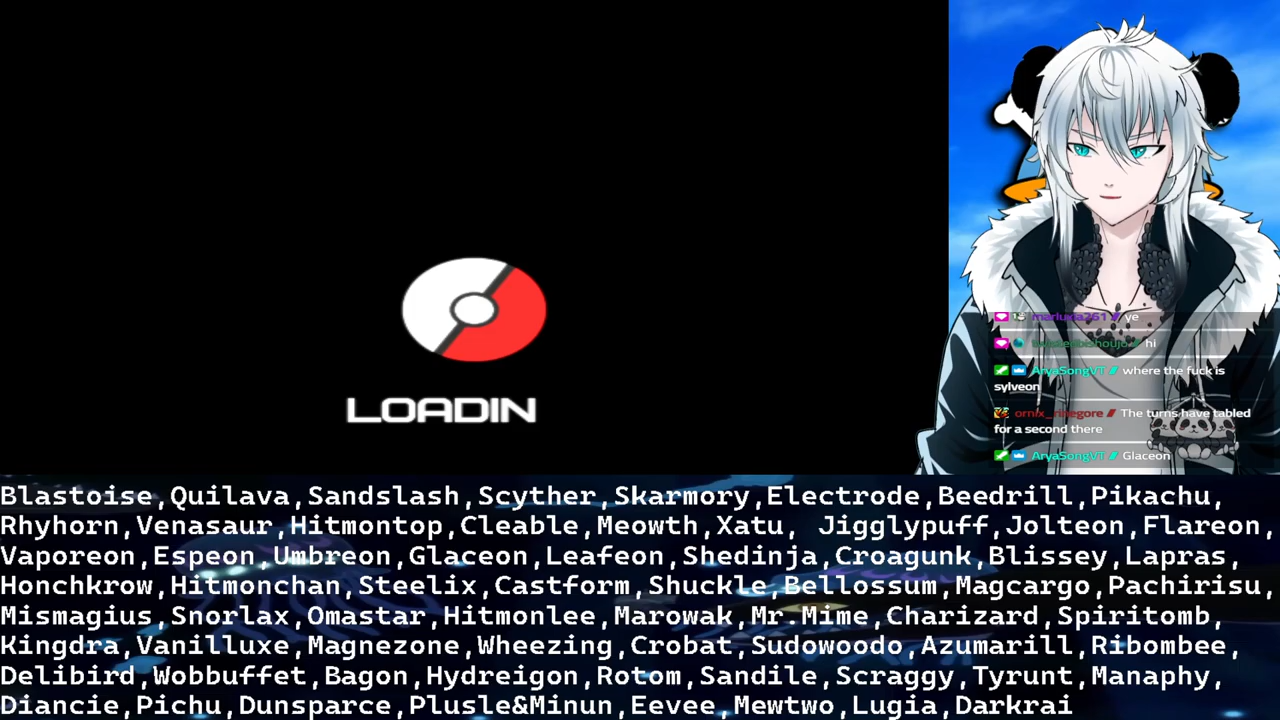 LOADIN
marluxia251 // ye
// hi
AryaSongVT // where the fuck is
sylveon
ornix_rinegore // The turns have tabled
for a second there
AryaSongVT // Glaceon
Blastoise,Quilava,Sandslash,Scyther,Skarmory,Electrode,Beedrill,Pikachu,
Rhyhorn,Venasaur,Hitmontop,Cleable,Meowth,Xatu, Jigglypuff,Jolteon,Flareon,
Vaporeon,Espeon,Umbreon,Glaceon,Leafeon,Shedinja,Croagunk,Blissey,Lapras,
Honchkrow,Hitmonchan,Steelix,Castform,Shuckle,Bellossum,Magcargo,Pachirisu,
Mismagius,Snorlax,Omastar,Hitmonlee,Marowak,Mr.Mime,Charizard,Spiritomb,
Kingdra,Vanilluxe,Magnezone,Wheezing,Crobat,Sudowoodo,Azumarill,Ribombee,
Delibird,Wobbuffet,Bagon,Hydreigon,Rotom,Sandile,Scraggy,Tyrunt,Manaphy,
Diancie,Pichu,Dunsparce,Plusle&Minun,Eevee,Mewtwo,Lugia,Darkrai